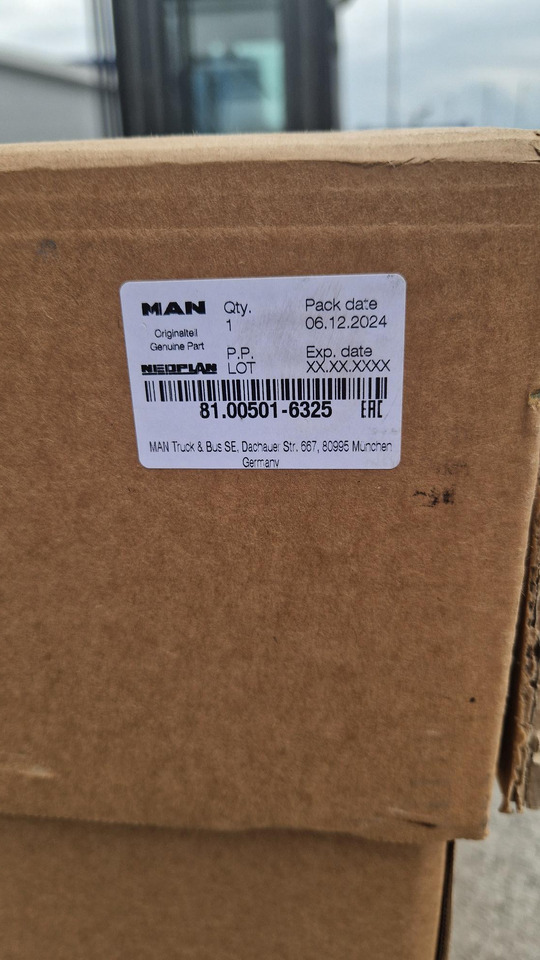 MAN Qty. Pack date
1 06.12.2024
Originalteil
Genuine Part
P.P. Exp. date
NEOPLAN LOT XX.XX.XXXX
81.00501-6325 EAC
MAN Truck & Bus SE, Dachauer Str. 667, 80995 München
Germany